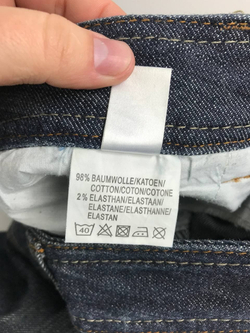 98% BAUMWOLLE/KATOEN/
COTTON/COTON/COTONE
2% ELASTHAN/ELASTAAN/
ELASTANE/ELASTHANNE/
ELASTAN
40